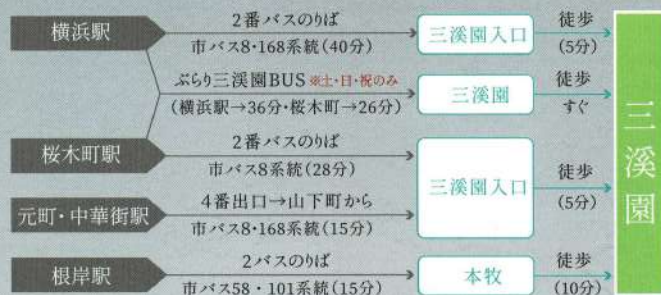 横浜駅
2番バスのりば
市バス8・168系統(40分)
三溪園入口
徒歩
(5分)
ぶらり三溪園BUS ※土・日・祝のみ
(横浜駅→36分・桜木町→26分)
三溪園
徒歩
すぐ
桜木町駅
2番バスのりば
市バス8系統(28分)
三溪園入口
徒歩
(5分)
元町・中華街駅
4番出口→山下町から
市バス8・168系統(15分)
根岸駅
2バスのりば
市バス58・101系統(15分)
本牧
徒歩
(10分)
三溪園